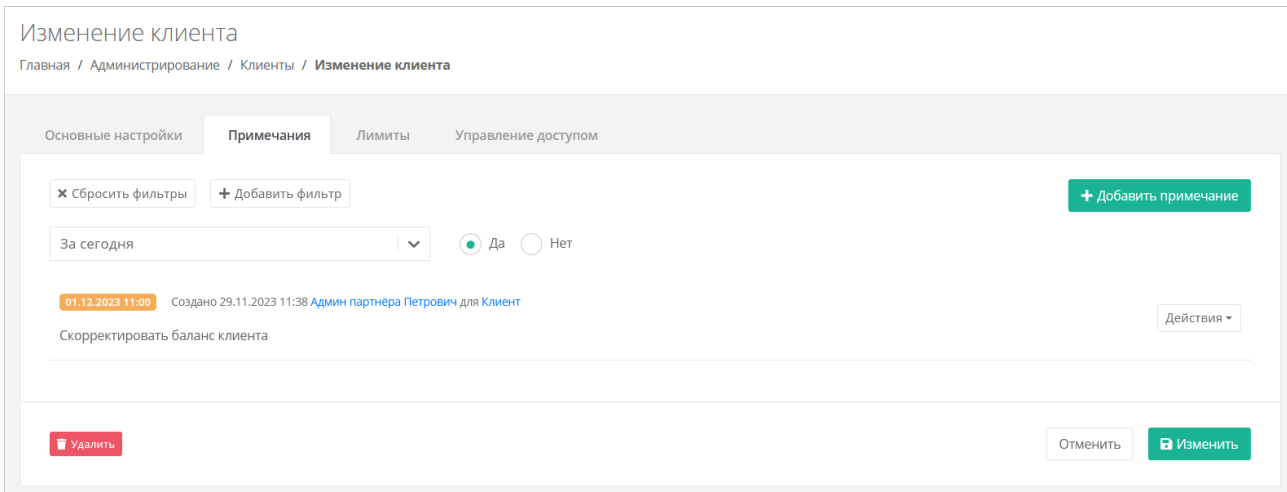 Изменение клиента
Главная / Администрирование / Клиенты / Изменение клиента
Основные настройки Примечания Лимиты Управление доступом
Сбросить фильтры Добавить фильтр Добавить примечание
За сегодня Да Нет
01.12.2023 11:00 Создано 29.11.2023 11:38 Админ партнёра Петрович для Клиент
Действия
Скорректировать баланс клиента
Удалить Отменить Изменить